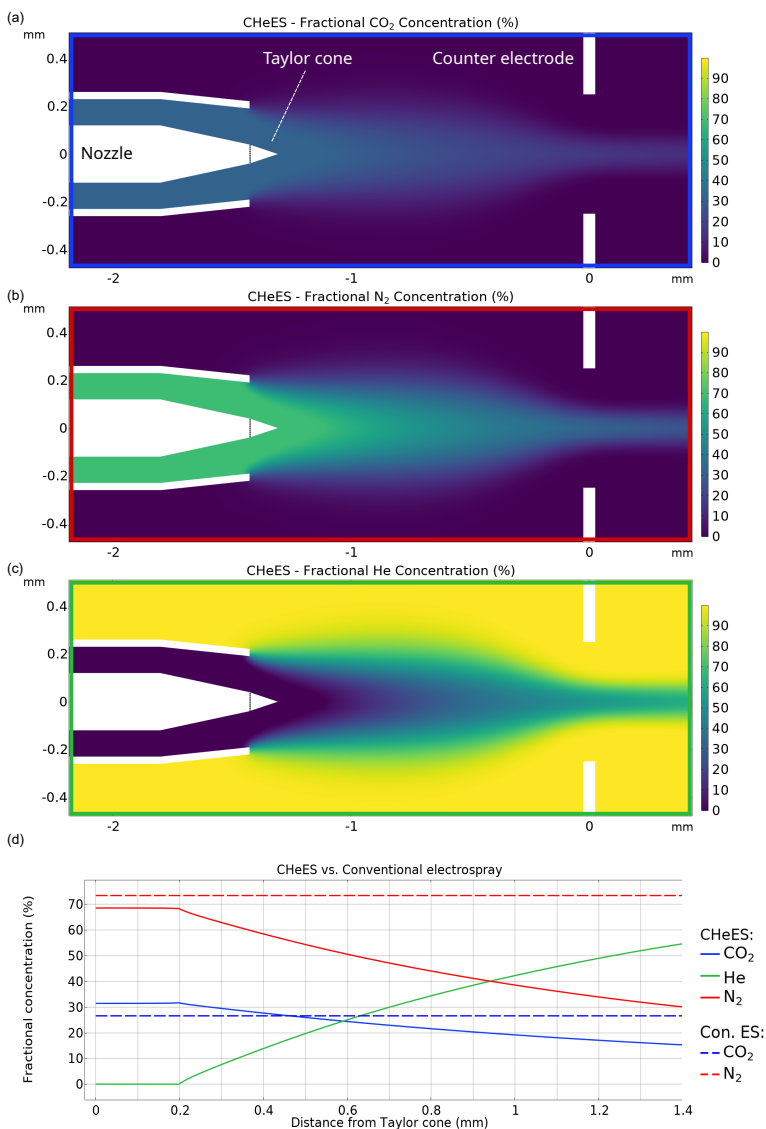 (a)
CHeES - Fractional CO₂ Concentration (%)
mm
0.4
0.2
0
-0.2
-0.4
Taylor cone
Counter electrode
Nozzle
90
80
70
60
50
40
30
20
10
0
-2
-1
0
mm
(b)
CHeES - Fractional N₂ Concentration (%)
mm
0.4
0.2
0
-0.2
-0.4
90
80
70
60
50
40
30
20
10
0
-2
-1
0
mm
(c)
CHeES - Fractional He Concentration (%)
mm
0.4
0.2
0
-0.2
-0.4
90
80
70
60
50
40
30
20
10
0
-2
-1
0
mm
(d)
CHeES vs. Conventional electrospray
Fractional concentration (%)
70
60
50
40
30
20
10
0
0
0.2
0.4
0.6
0.8
1
1.2
1.4
Distance from Taylor cone (mm)
CHeES:
CO₂
He
N₂
Con. ES:
CO₂
N₂